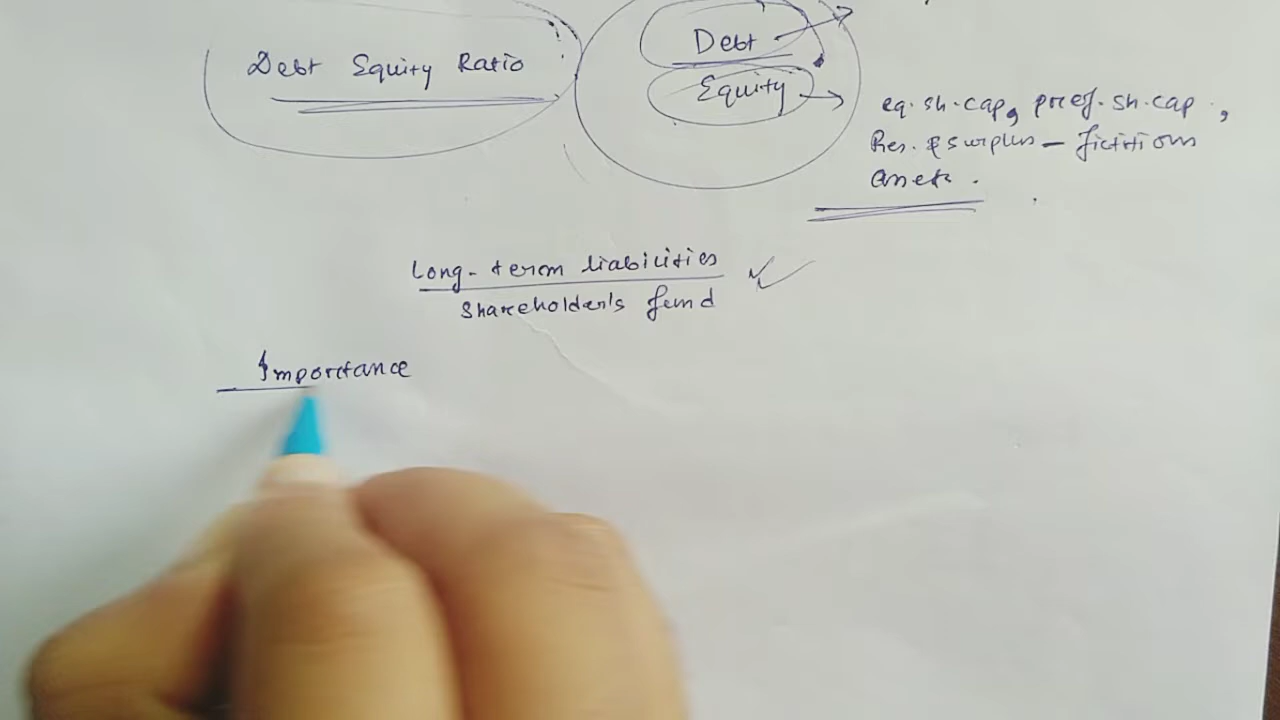 Debt Equity Ratio
Debt
Equity
eq. sh. cap, pref. sh. cap,
Res. & surplus - fictitious
assets.
Long-term liabilities
Shareholder's fund
Importance